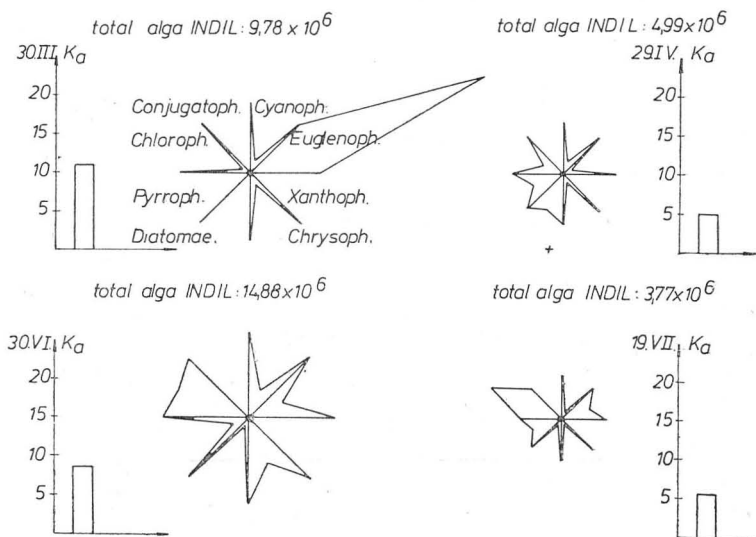 total alga INDIL: 9,78 x 10⁶
30.III. Ka
20
15
10
5
Conjugatoph.
Cyanoph.
Chloroph.
Euglenoph.
Pyrroph.
Xanthoph.
Diatomae.
Chrysoph.
total alga INDIL: 4,99x10⁶
29.IV. Ka
20
15
10
5
+
total alga INDIL: 14,88x10⁶
30.VI. Ka
20
15
10
5
total alga INDIL: 3,77x10⁶
19.VII. Ka
20
15
10
5